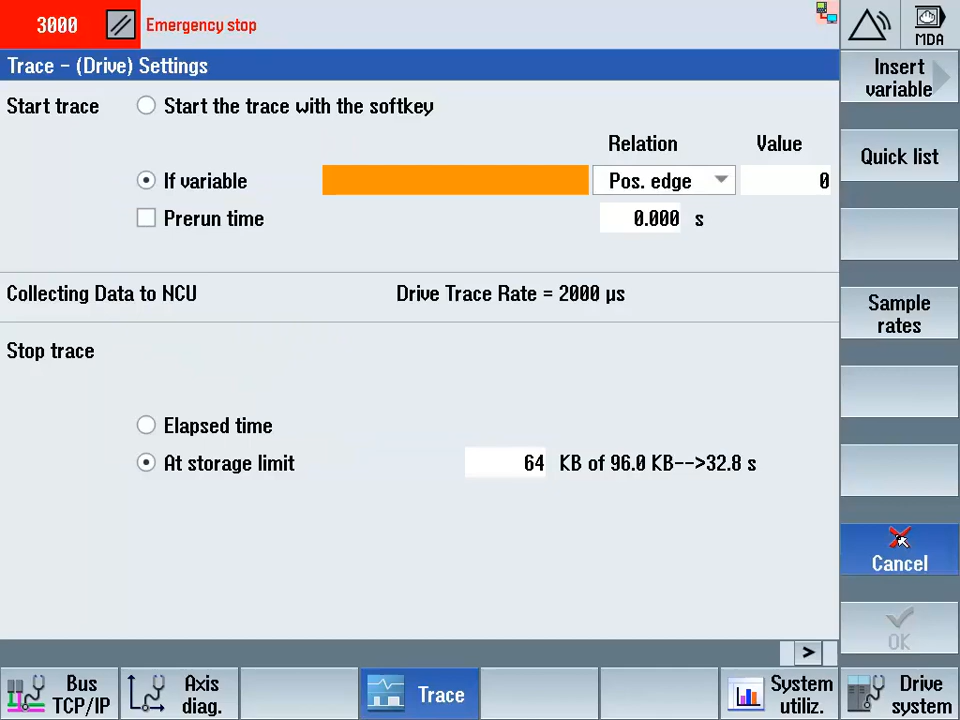 3000
Emergency stop
MDA
Trace - (Drive) Settings
Insert
variable
Start trace
Start the trace with the softkey
Relation
Value
Quick list
If variable
Pos. edge
0
Prerun time
0.000 s
Collecting Data to NCU
Drive Trace Rate = 2000 µs
Sample
rates
Stop trace
Elapsed time
At storage limit
64 KB of 96.0 KB-->32.8 s
Cancel
OK
>
Bus
TCP/IP
Axis
diag.
Trace
System
utiliz.
Drive
system